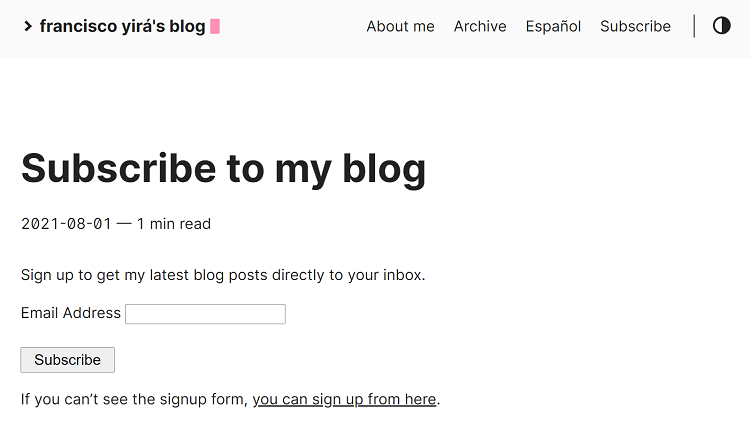 > francisco yirá's blog
About me Archive Español Subscribe
Subscribe to my blog
2021-08-01 — 1 min read
Sign up to get my latest blog posts directly to your inbox.
Email Address
Subscribe
If you can’t see the signup form, you can sign up from here.